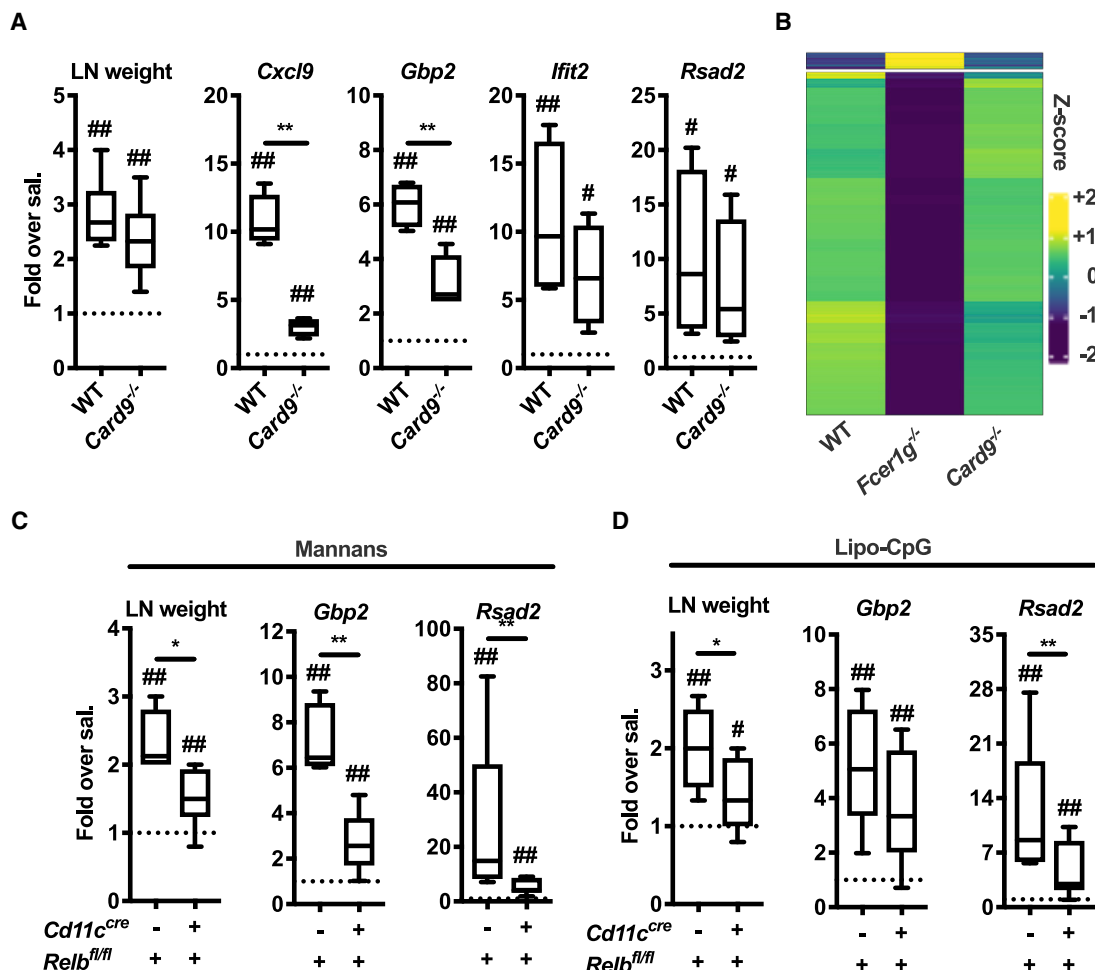 A
B
LN weight
Cxcl9
Gbp2
Ifit2
Rsad2
Fold over sal.
5
4
3
2
1
0
##
##
WT
Card9-/-
20
15
10
5
0
**
##
##
WT
Card9-/-
10
8
6
4
2
0
**
##
##
WT
Card9-/-
20
15
10
5
0
##
#
WT
Card9-/-
25
20
15
10
5
0
#
#
WT
Card9-/-
Z-score
+2
+1
0
-1
-2
WT
Fcer1g-/-
Card9-/-
C
Mannans
LN weight
Gbp2
Rsad2
Fold over sal.
4
3
2
1
0
*
##
##
12
10
8
6
4
2
0
**
##
##
100
80
60
40
20
0
**
##
##
Cd11ccre - + - + - +
Relbfl/fl + + + + + +
D
Lipo-CpG
LN weight
Gbp2
Rsad2
Fold over sal.
3
2
1
0
*
##
#
10
8
6
4
2
0
##
##
35
28
21
14
7
0
**
##
##
Cd11ccre - + - + - +
Relbfl/fl + + + + + +